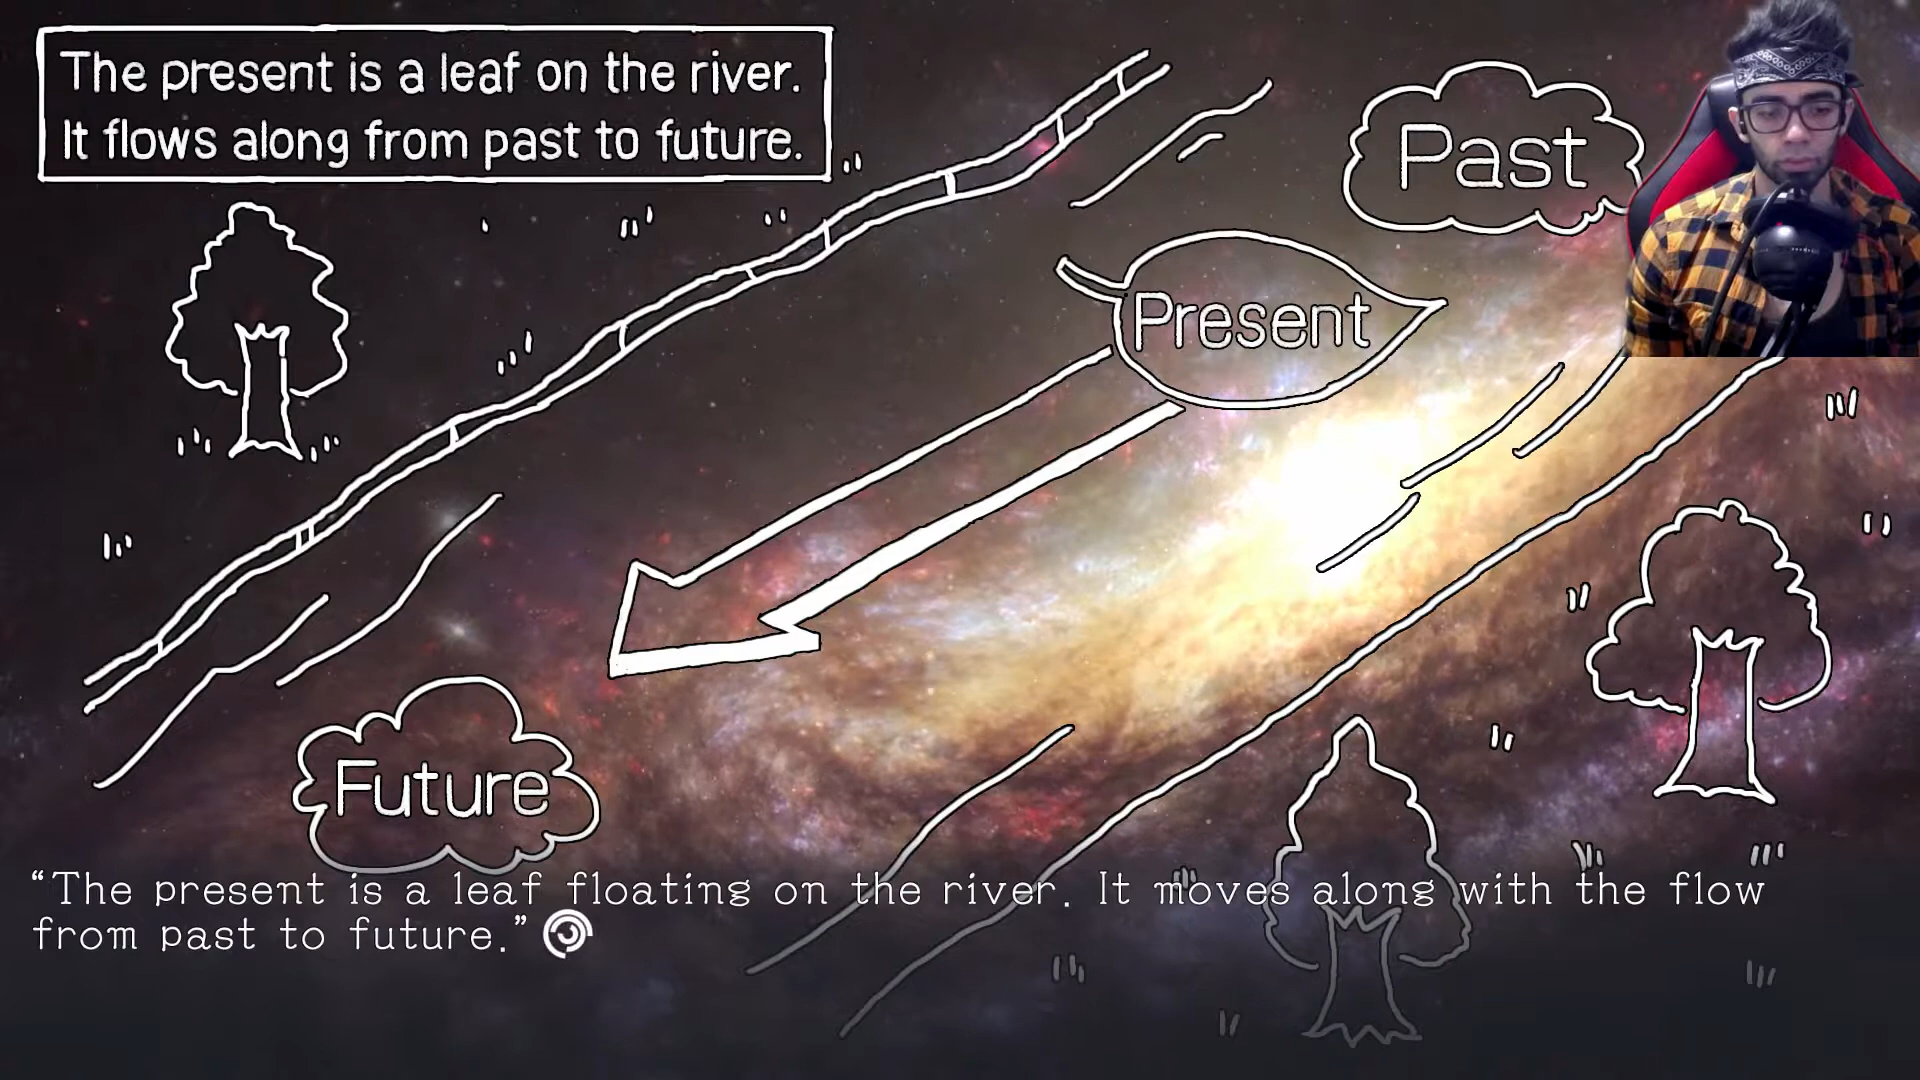 The present is a leaf on the river.
It flows along from past to future.
Past
Present
Future
“The present is a leaf floating on the river. It moves along with the flow
from past to future.”